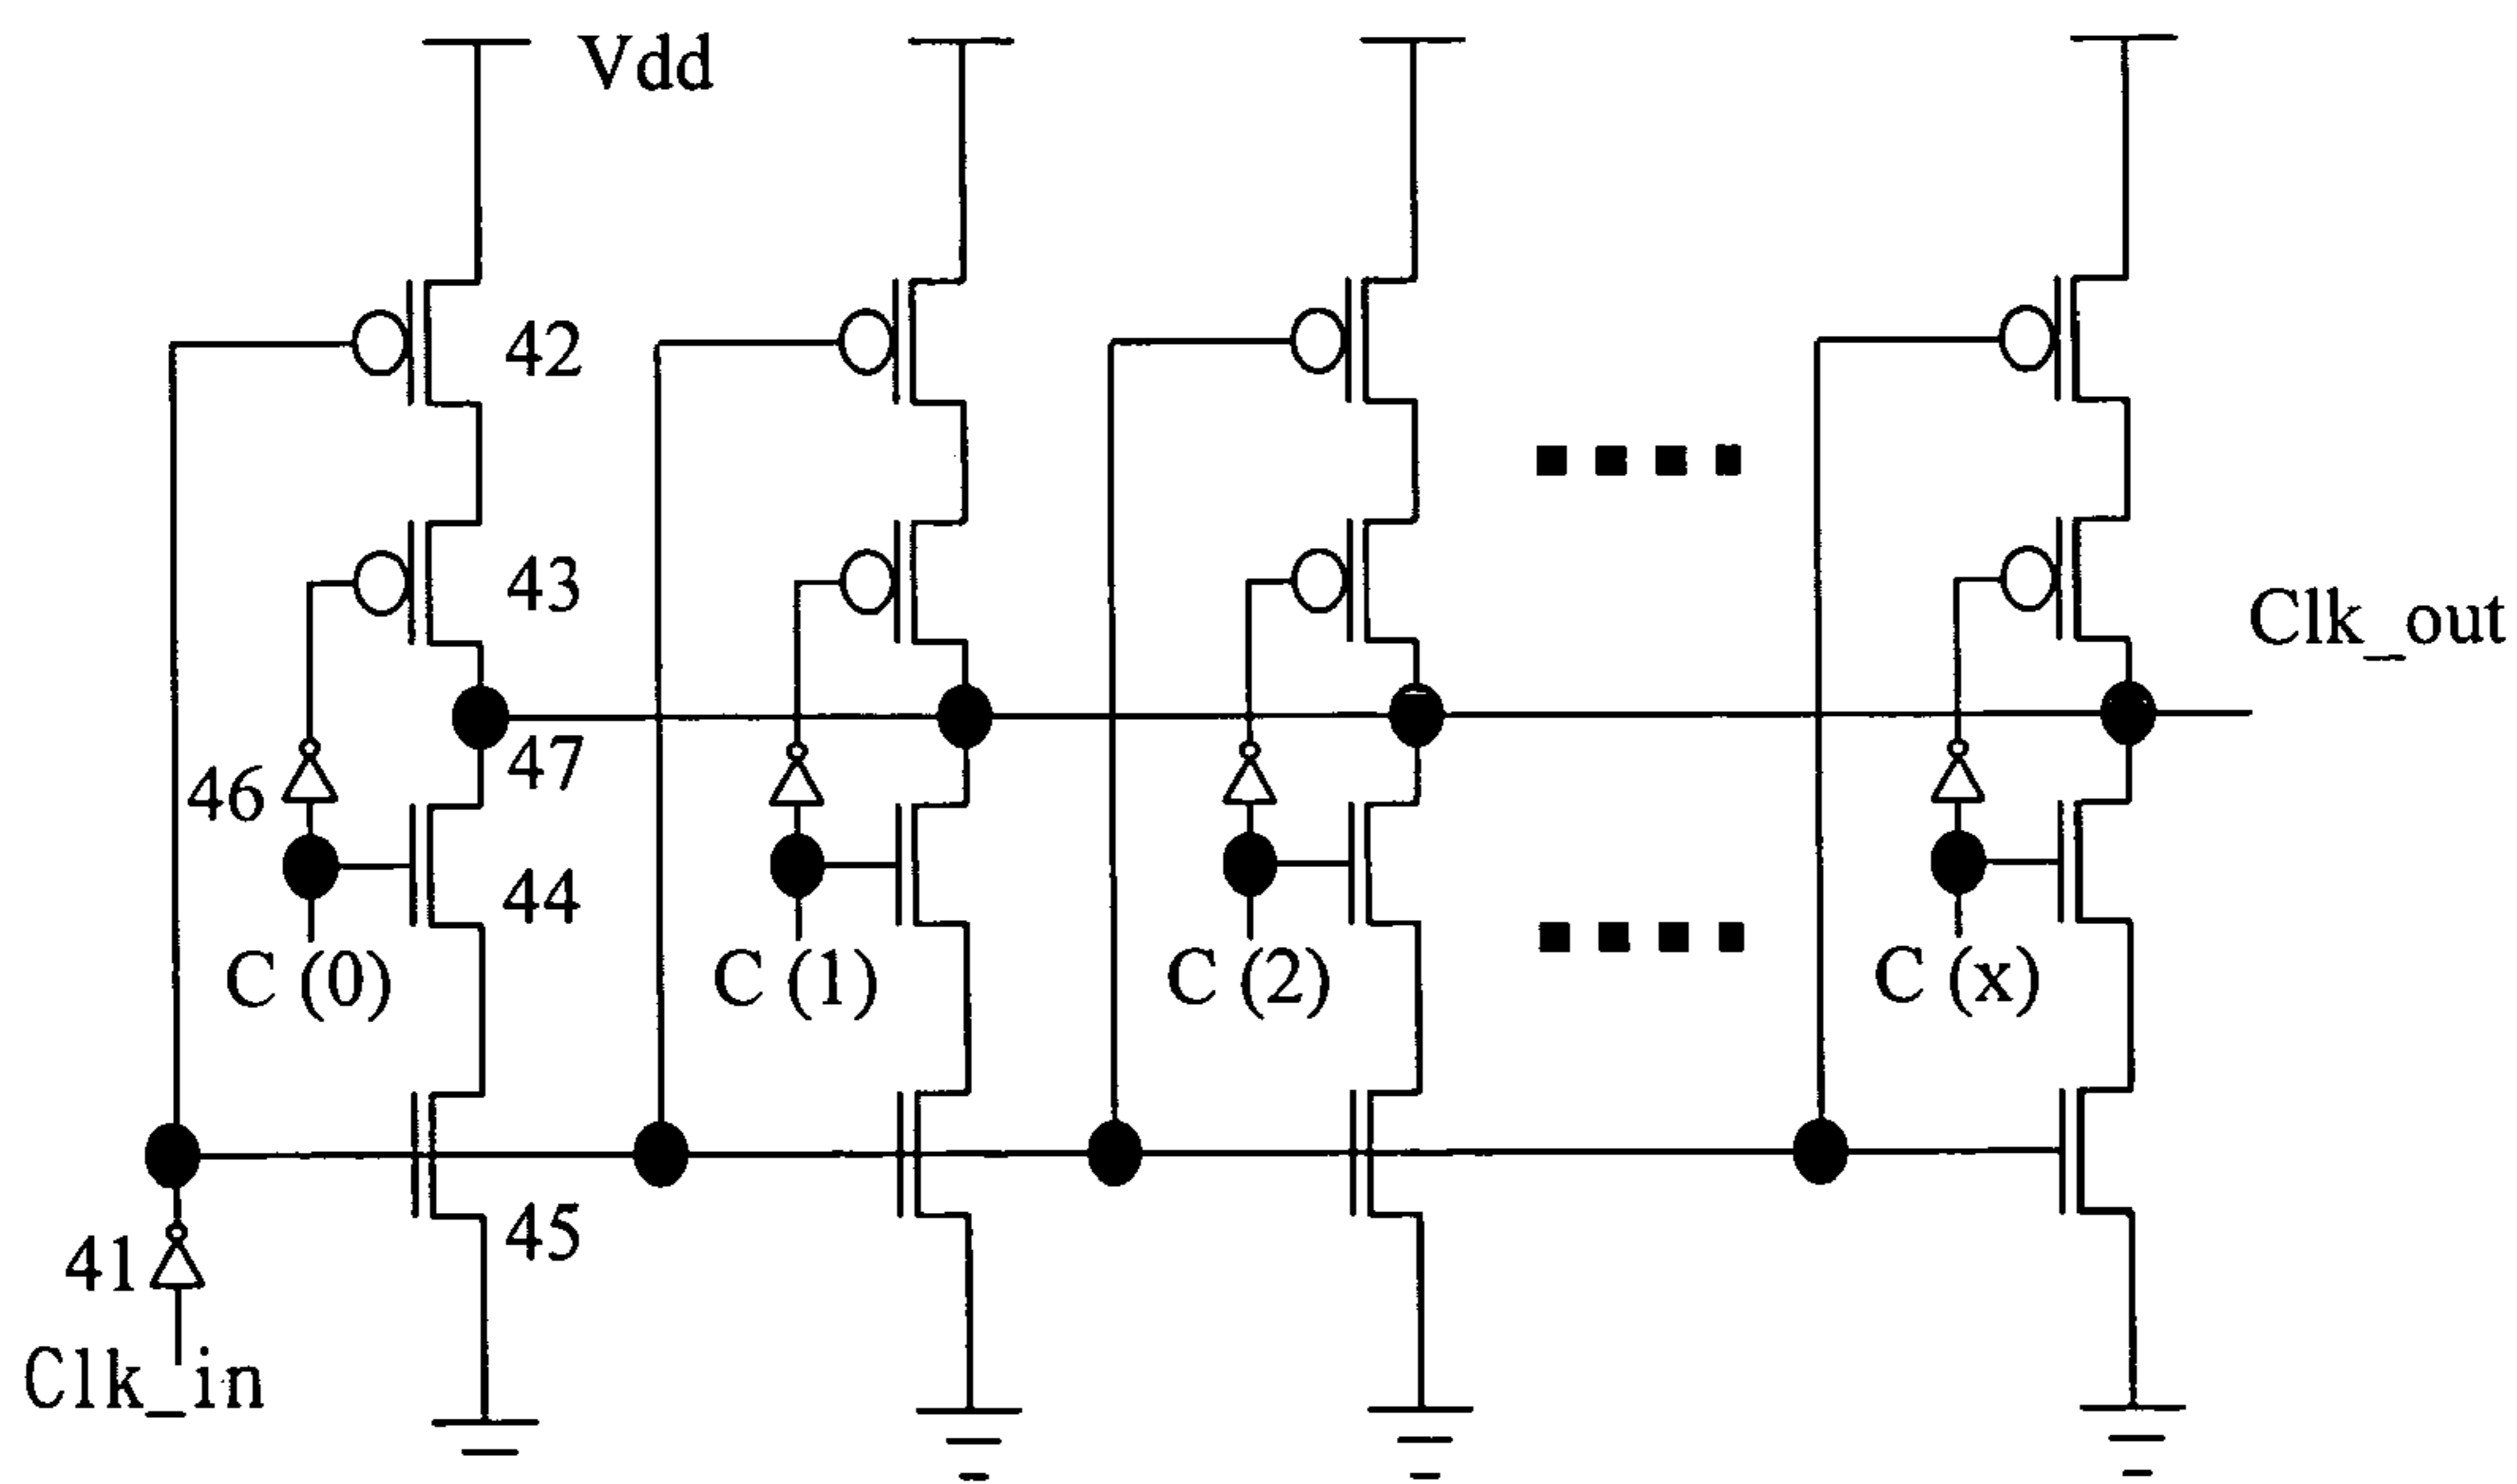 Vdd
42
43
Clk_out
47
46
44
C (0)
C (1)
C (2)
C (x)
45
41
Clk_in